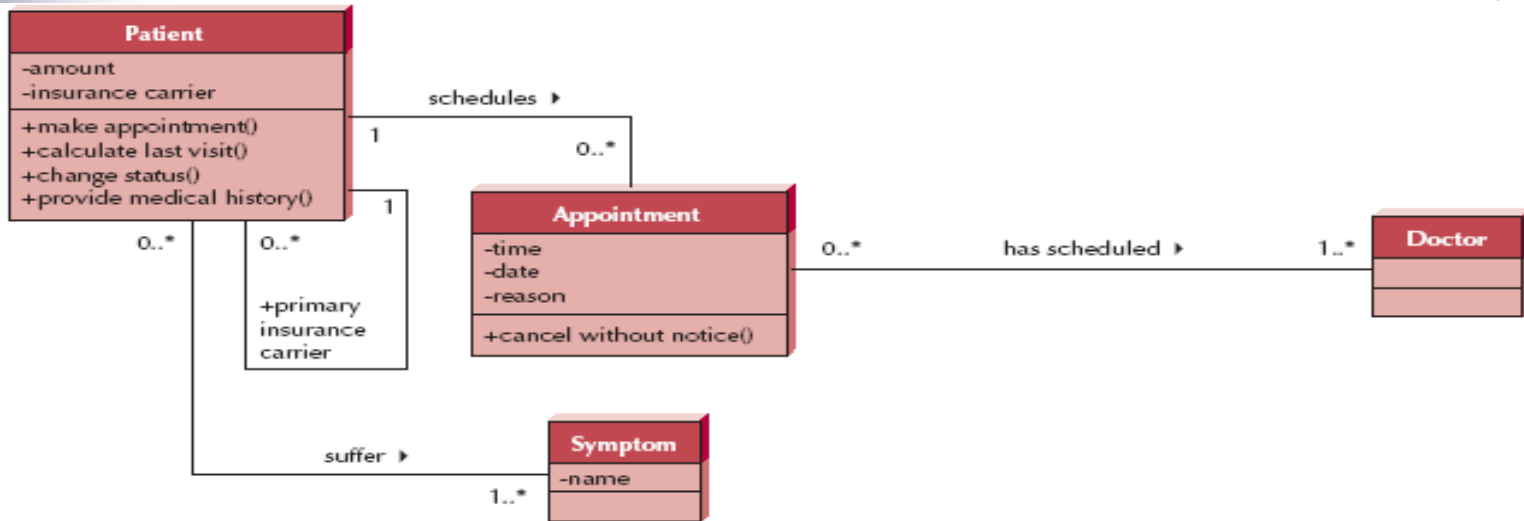 Patient
-amount
-insurance carrier
+make appointment()
+calculate last visit()
+change status()
+provide medical history()
schedules ▸
1
0..*
1
0..*
0..*
+primary
insurance
carrier
Appointment
-time
-date
-reason
+cancel without notice()
0..*
has scheduled ▸
1..*
Doctor
suffer ▸
1..*
Symptom
-name